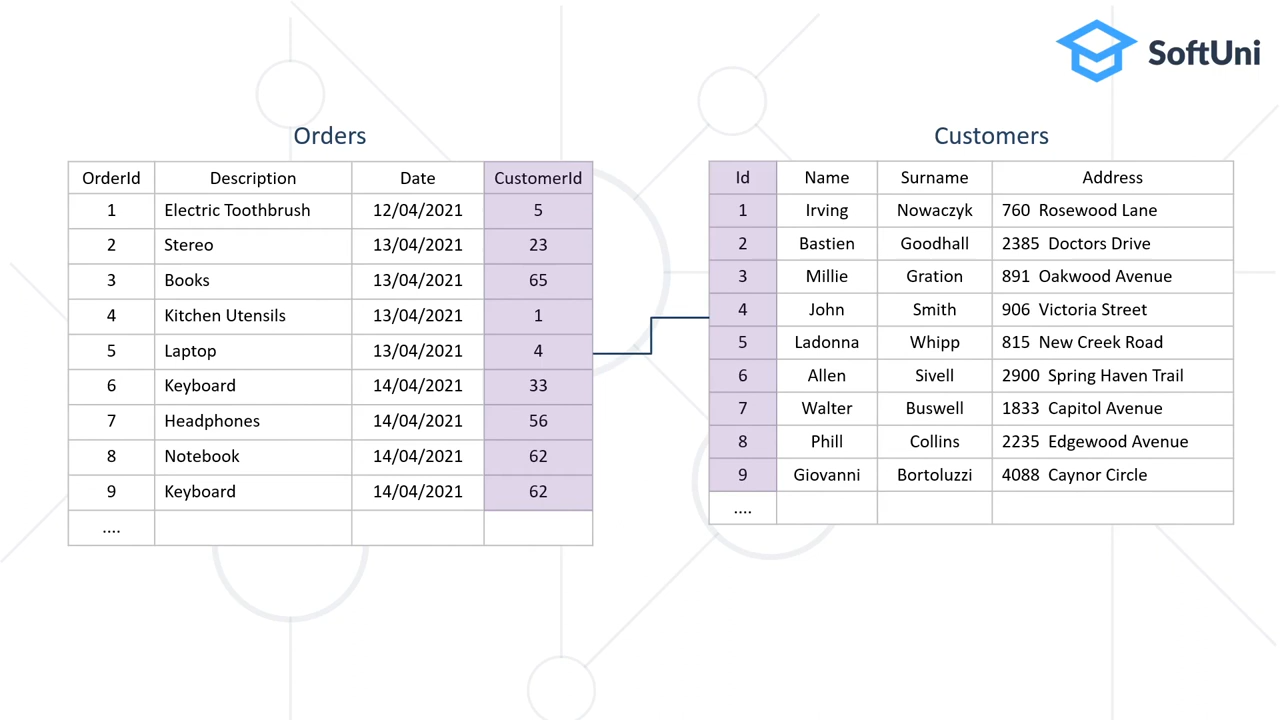 SoftUni
Orders
OrderId Description Date CustomerId
1 Electric Toothbrush 12/04/2021 5
2 Stereo 13/04/2021 23
3 Books 13/04/2021 65
4 Kitchen Utensils 13/04/2021 1
5 Laptop 13/04/2021 4
6 Keyboard 14/04/2021 33
7 Headphones 14/04/2021 56
8 Notebook 14/04/2021 62
9 Keyboard 14/04/2021 62
....
Customers
Id Name Surname Address
1 Irving Nowaczyk 760 Rosewood Lane
2 Bastien Goodhall 2385 Doctors Drive
3 Millie Gration 891 Oakwood Avenue
4 John Smith 906 Victoria Street
5 Ladonna Whipp 815 New Creek Road
6 Allen Sivell 2900 Spring Haven Trail
7 Walter Buswell 1833 Capitol Avenue
8 Phill Collins 2235 Edgewood Avenue
9 Giovanni Bortoluzzi 4088 Caynor Circle
....